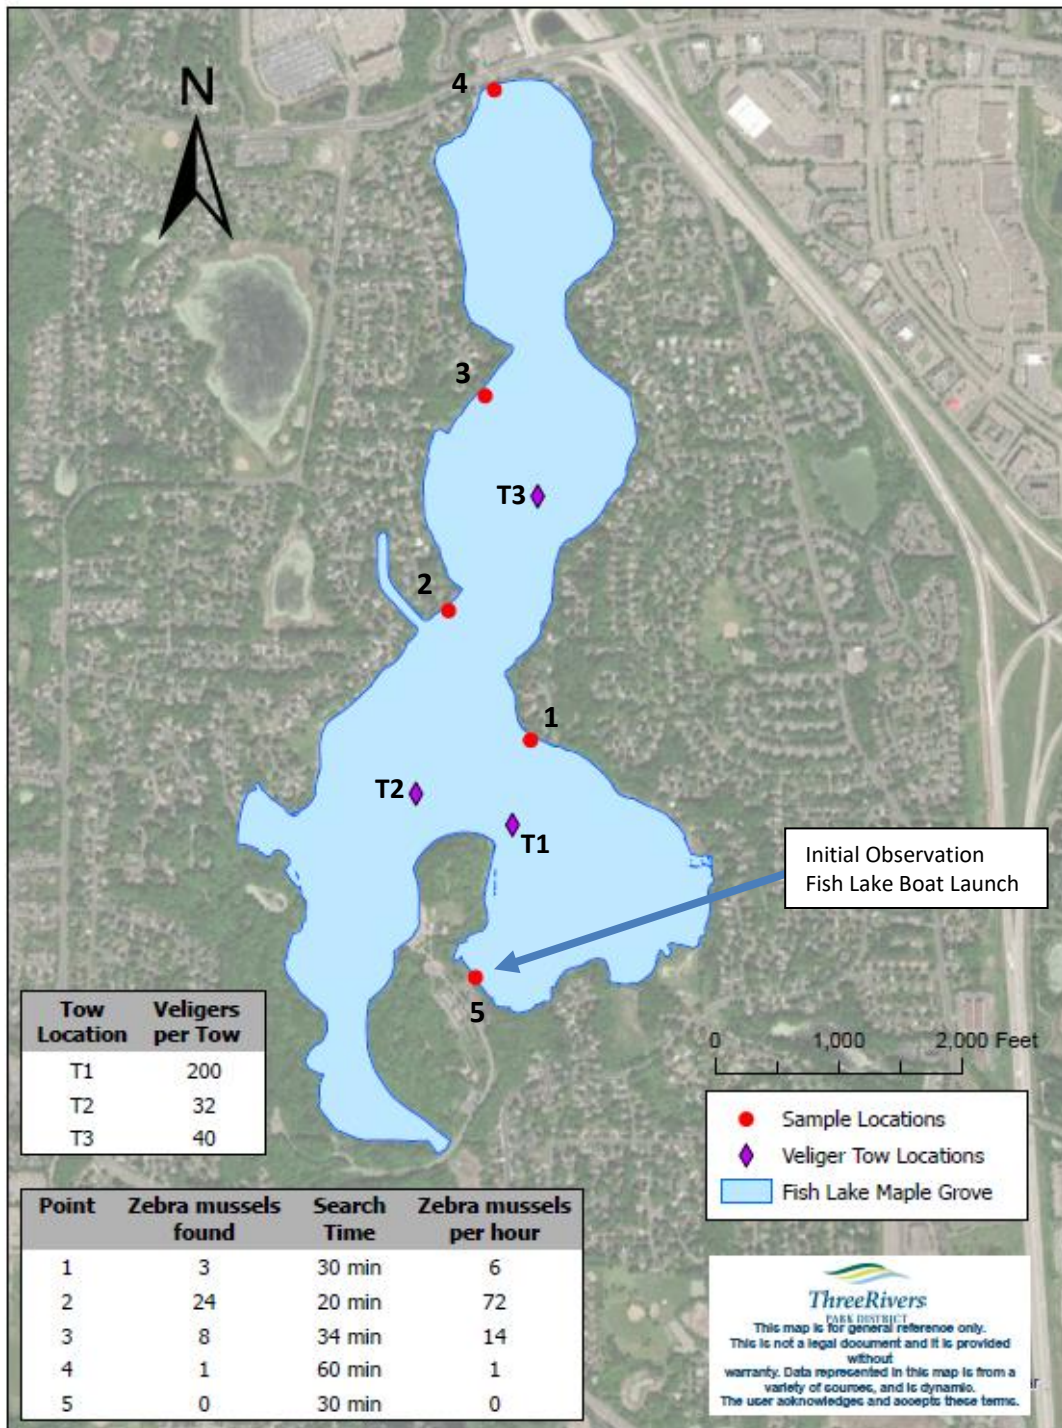 N
4
3
T3
2
1
T2
T1
Initial Observation
Fish Lake Boat Launch
5
0 1,000 2,000 Feet
Tow Location Veligers per Tow
T1 200
T2 32
T3 40
Sample Locations
Veliger Tow Locations
Fish Lake Maple Grove
Point Zebra mussels found Search Time Zebra mussels per hour
1 3 30 min 6
2 24 20 min 72
3 8 34 min 14
4 1 60 min 1
5 0 30 min 0
ThreeRivers
PARK DISTRICT
This map is for general reference only.
This is not a legal document and it is provided
without
warranty. Data represented in this map is from a
variety of sources, and is dynamic.
The user acknowledges and accepts these terms.